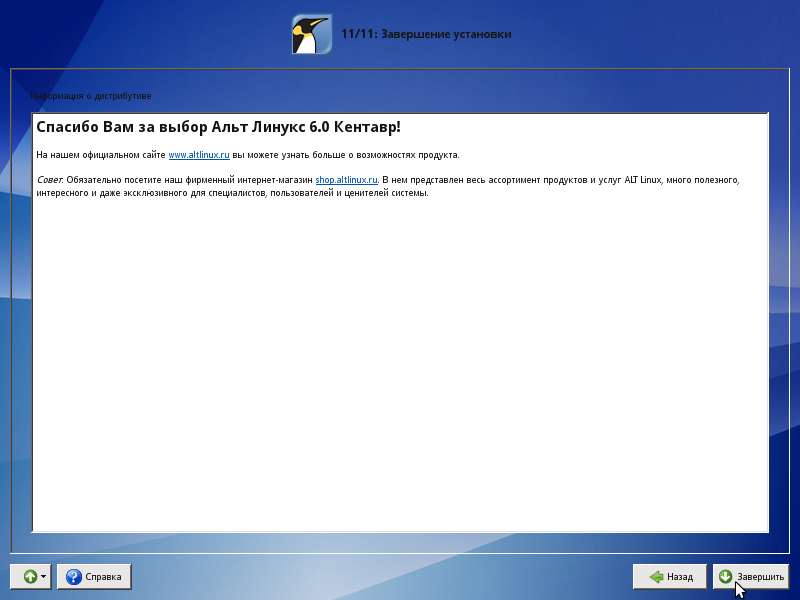 11/11: Завершение установки
Информация о дистрибутиве
Спасибо Вам за выбор Альт Линукс 6.0 Кентавр!
На нашем официальном сайте www.altlinux.ru вы можете узнать больше о возможностях продукта.
Совет. Обязательно посетите наш фирменный интернет-магазин shop.altlinux.ru. В нем представлен весь ассортимент продуктов и услуг ALT Linux, много полезного,
интересного и даже эксклюзивного для специалистов, пользователей и ценителей системы.
Справка
Назад
Завершить